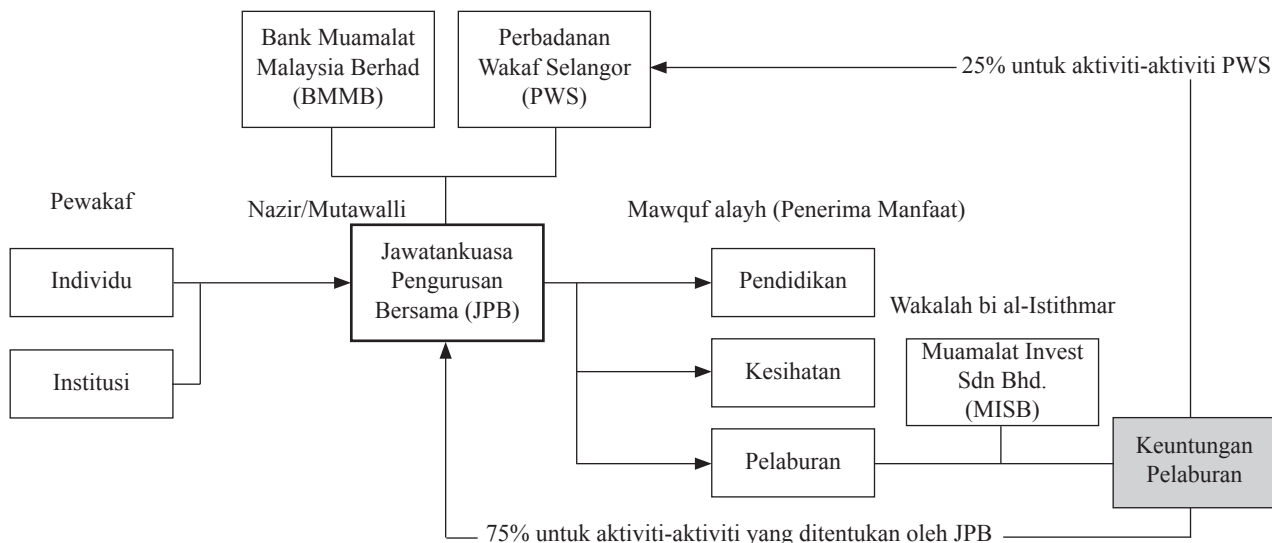 Bank Muamalat
Malaysia Berhad
(BMMB)
Perbadanan
Wakaf Selangor
(PWS)
25% untuk aktiviti-aktiviti PWS
Pewakaf
Nazir/Mutawalli
Mawquf alayh (Penerima Manfaat)
Individu
Institusi
Jawatankuasa
Pengurusan
Bersama (JPB)
Pendidikan
Kesihatan
Pelaburan
Wakalah bi al-Istithmar
Muamalat Invest
Sdn Bhd.
(MISB)
Keuntungan
Pelaburan
75% untuk aktiviti-aktiviti yang ditentukan oleh JPB